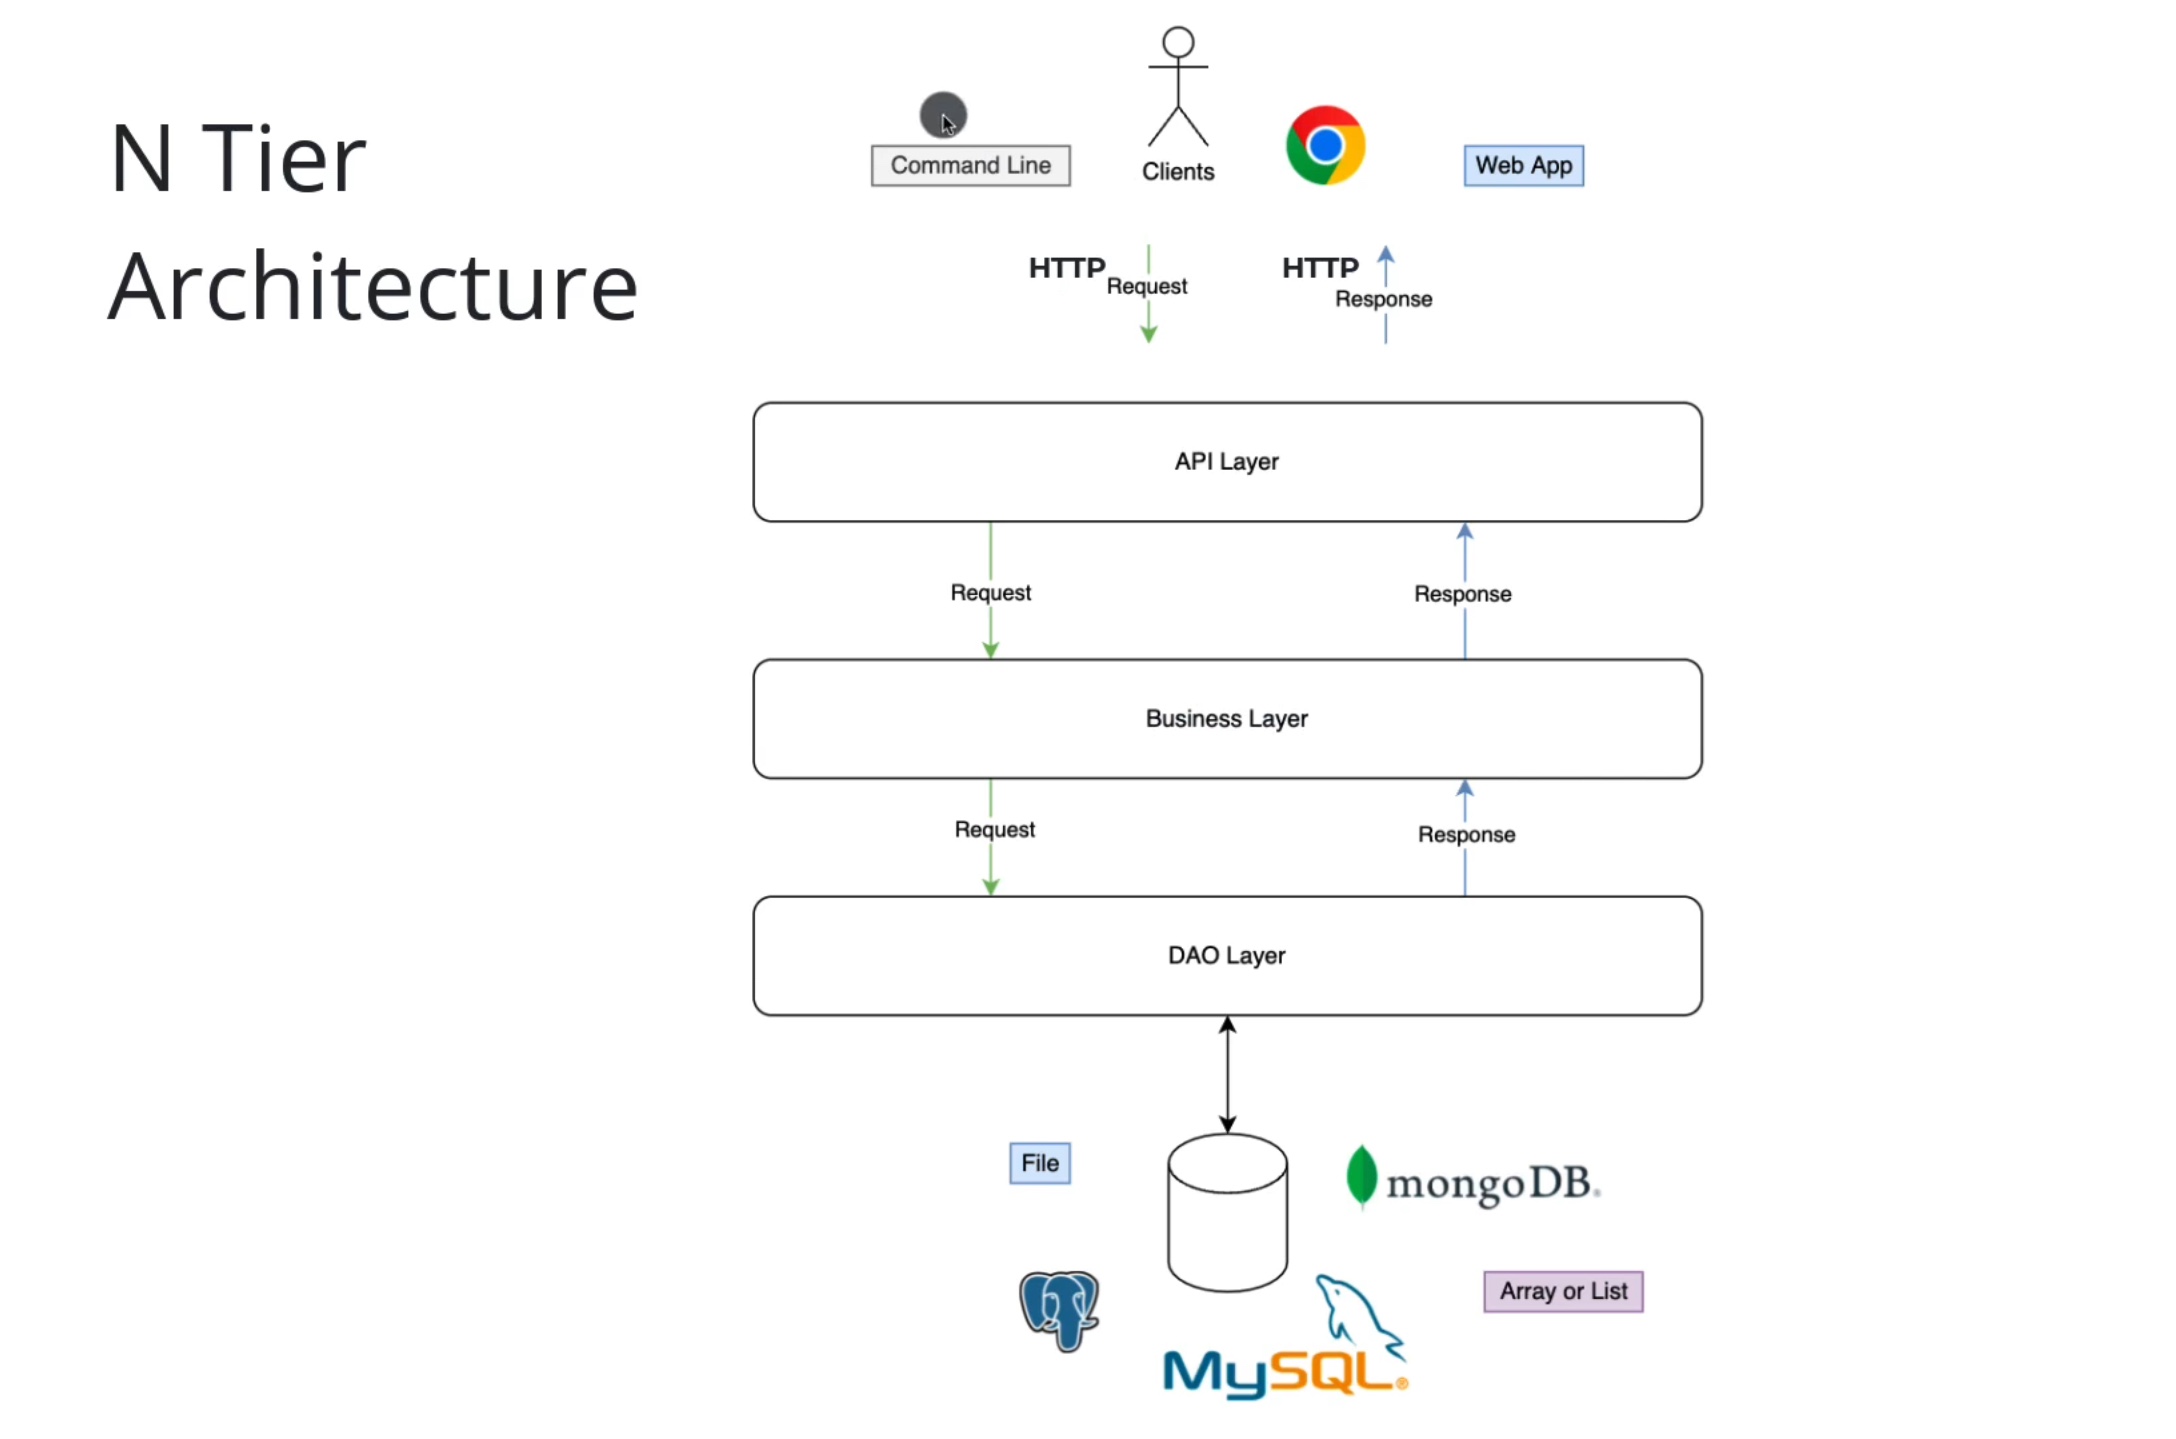 N Tier
Architecture
Command Line
Clients
Web App
HTTP
Request
HTTP
Response
API Layer
Request
Response
Business Layer
Request
Response
DAO Layer
File
mongoDB®
Array or List
MySQL®